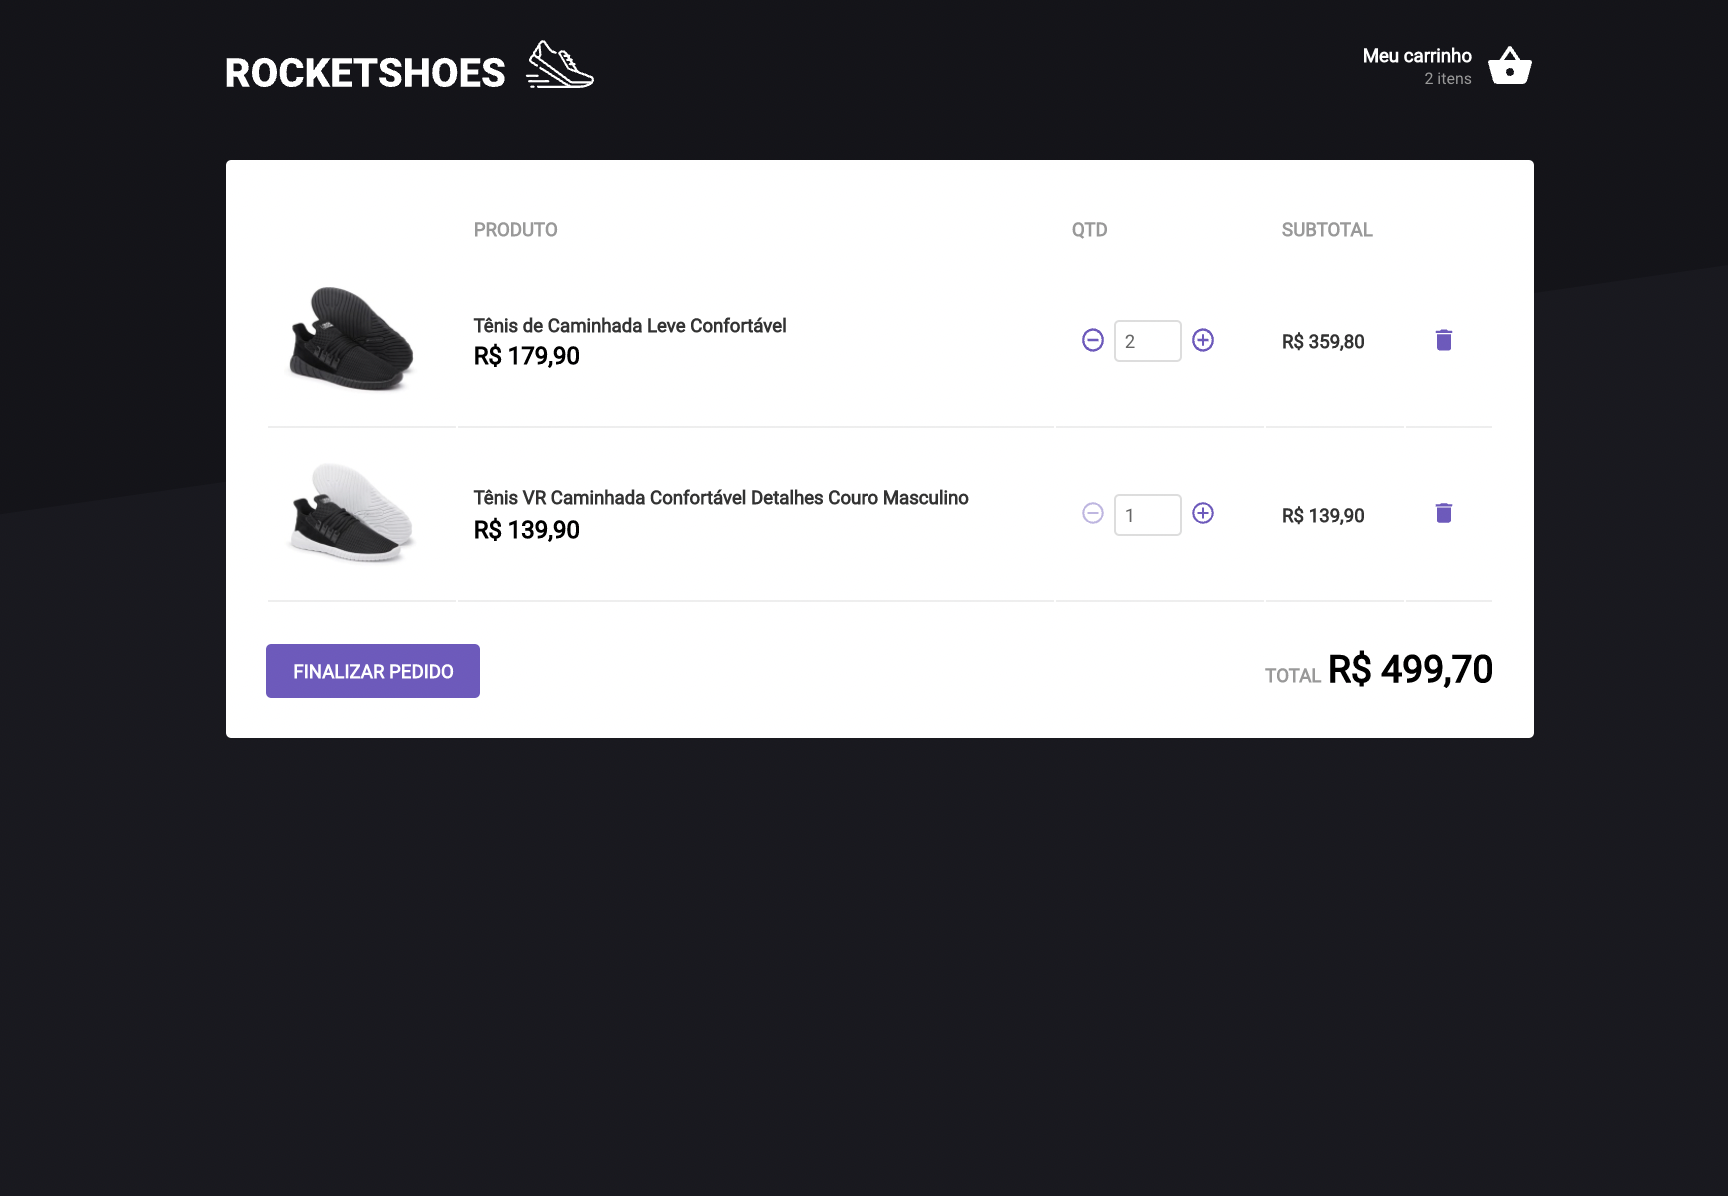 ROCKETSHOES
Meu carrinho
2 itens
PRODUTO QTD SUBTOTAL
Tênis de Caminhada Leve Confortável
R$ 179,90
2
R$ 359,80
Tênis VR Caminhada Confortável Detalhes Couro Masculino
R$ 139,90
1
R$ 139,90
FINALIZAR PEDIDO
TOTAL R$ 499,70